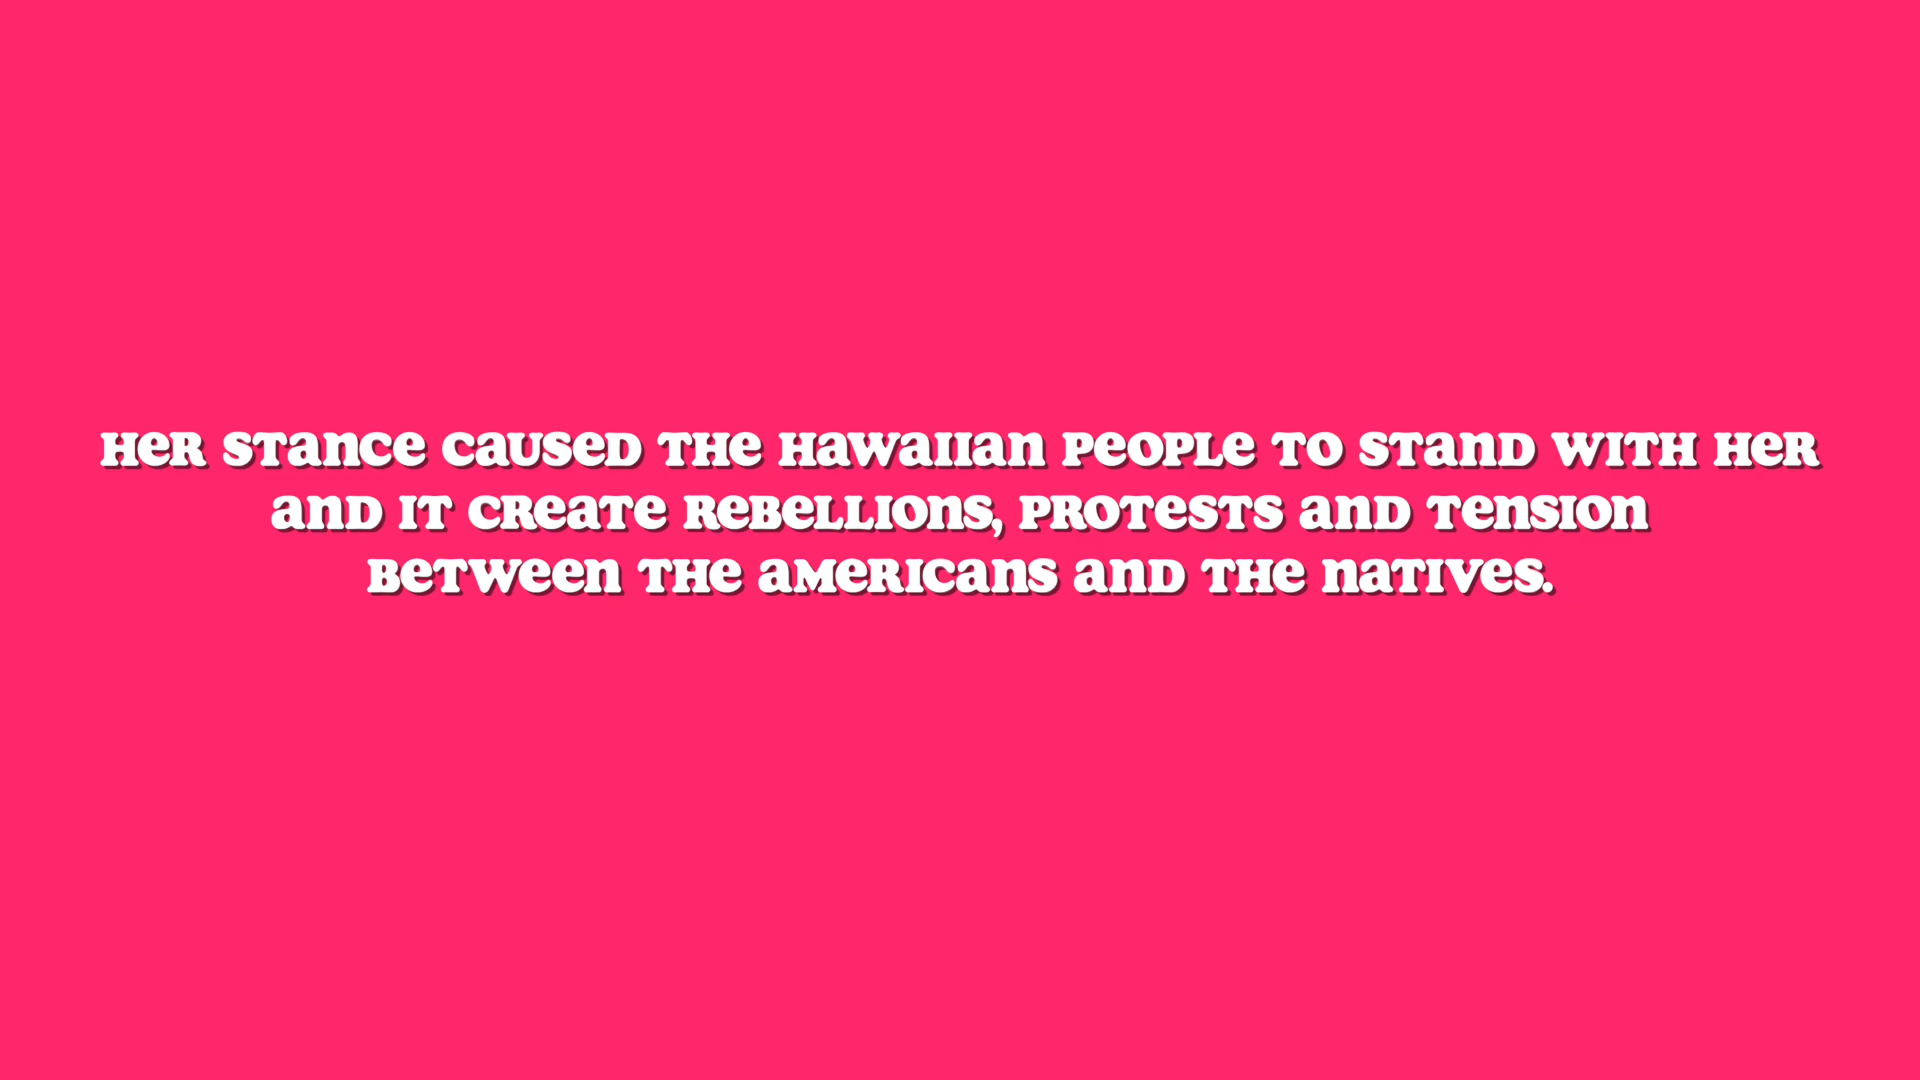 Her stance caused the Hawaiian people to stand with her
and it create rebellions, protests and tension
between the Americans and the natives.